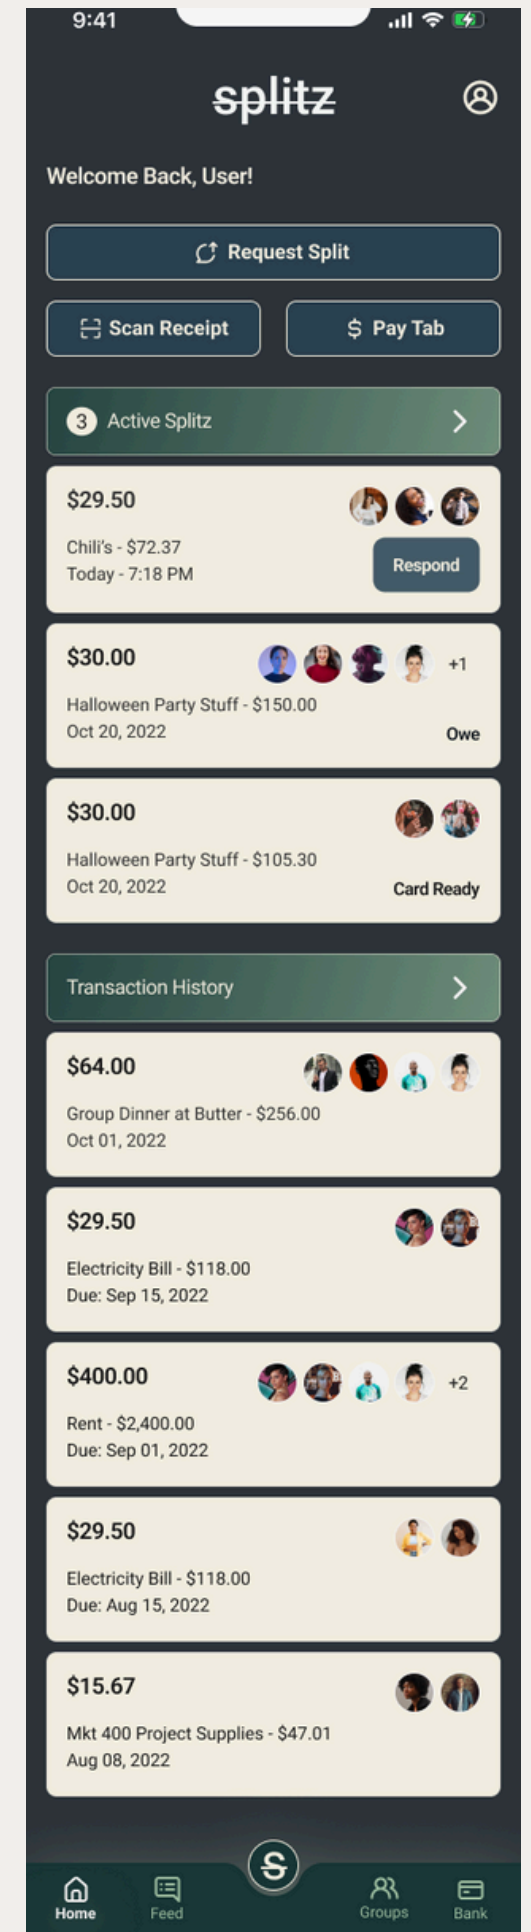 9:41
splitz
Welcome Back, User!
Request Split
Scan Receipt
$ Pay Tab
3 Active Splitz
$29.50
Chili's - $72.37
Today - 7:18 PM
Respond
$30.00
+1
Halloween Party Stuff - $150.00
Oct 20, 2022
Owe
$30.00
Halloween Party Stuff - $105.30
Oct 20, 2022
Card Ready
Transaction History
$64.00
Group Dinner at Butter - $256.00
Oct 01, 2022
$29.50
Electricity Bill - $118.00
Due: Sep 15, 2022
$400.00
+2
Rent - $2,400.00
Due: Sep 01, 2022
$29.50
Electricity Bill - $118.00
Due: Aug 15, 2022
$15.67
Mkt 400 Project Supplies - $47.01
Aug 08, 2022
S
Home
Feed
Groups
Bank